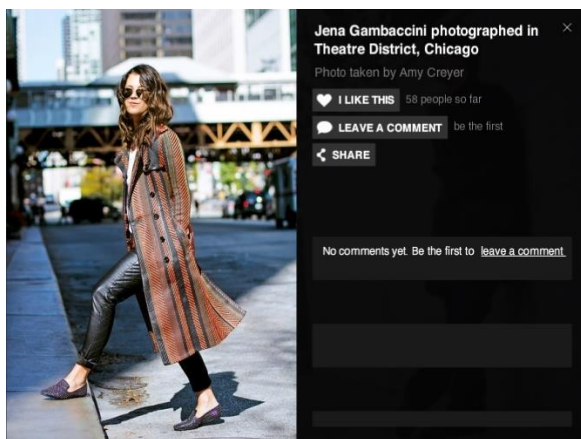 Jena Gambaccini photographed in
Theatre District, Chicago
Photo taken by Amy Creyer
I LIKE THIS 58 people so far
LEAVE A COMMENT be the first
SHARE
No comments yet. Be the first to leave a comment